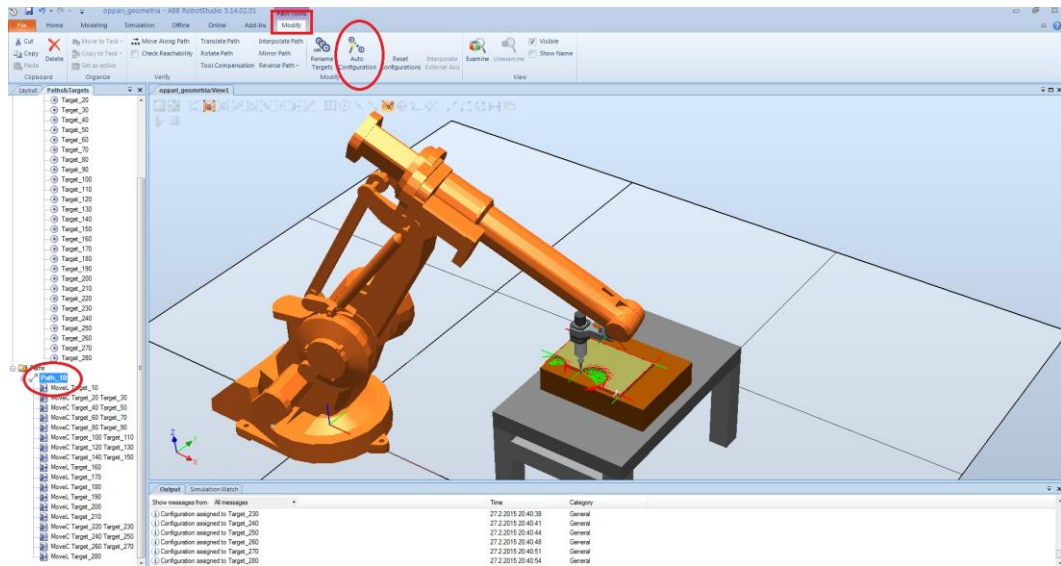 oppari_geometria - ABB RobotStudio 5.14.02.01
File Home Modeling Simulation Offline Online Add-Ins Modify
Cut
Copy
Paste
Delete
Clipboard
Move to Task
Copy to Task
Set as active
Organize
Move Along Path
Check Reachability
Verify
Translate Path
Rotate Path
Tool Compensation
Interpolate Path
Mirror Path
Reverse Path
Rename Targets
Auto Configuration
Reset Configurations
Interpolate External Axis
Modify
Examine
Unexamine
Visible
Show Name
View
Layout Paths&Targets
oppari_geometria:View1
Target_20
Target_30
Target_40
Target_50
Target_60
Target_70
Target_80
Target_90
Target_100
Target_110
Target_120
Target_130
Target_140
Target_150
Target_160
Target_170
Target_180
Target_190
Target_200
Target_210
Target_220
Target_230
Target_240
Target_250
Target_260
Target_270
Target_280
Paths
Path_10
MoveL Target_10
MoveC Target_20 Target_30
MoveC Target_40 Target_50
MoveC Target_60 Target_70
MoveC Target_80 Target_90
MoveC Target_100 Target_110
MoveC Target_120 Target_130
MoveC Target_140 Target_150
MoveL Target_160
MoveL Target_170
MoveL Target_180
MoveL Target_190
MoveL Target_200
MoveL Target_210
MoveC Target_220 Target_230
MoveC Target_240 Target_250
MoveC Target_260 Target_270
MoveL Target_280
Z
Y
X
Output Simulation Watch
Show messages from: All messages Time Category
Configuration assigned to Target_230 27.2.2015 20:40:38 General
Configuration assigned to Target_240 27.2.2015 20:40:41 General
Configuration assigned to Target_250 27.2.2015 20:40:44 General
Configuration assigned to Target_260 27.2.2015 20:40:48 General
Configuration assigned to Target_270 27.2.2015 20:40:51 General
Configuration assigned to Target_280 27.2.2015 20:40:54 General